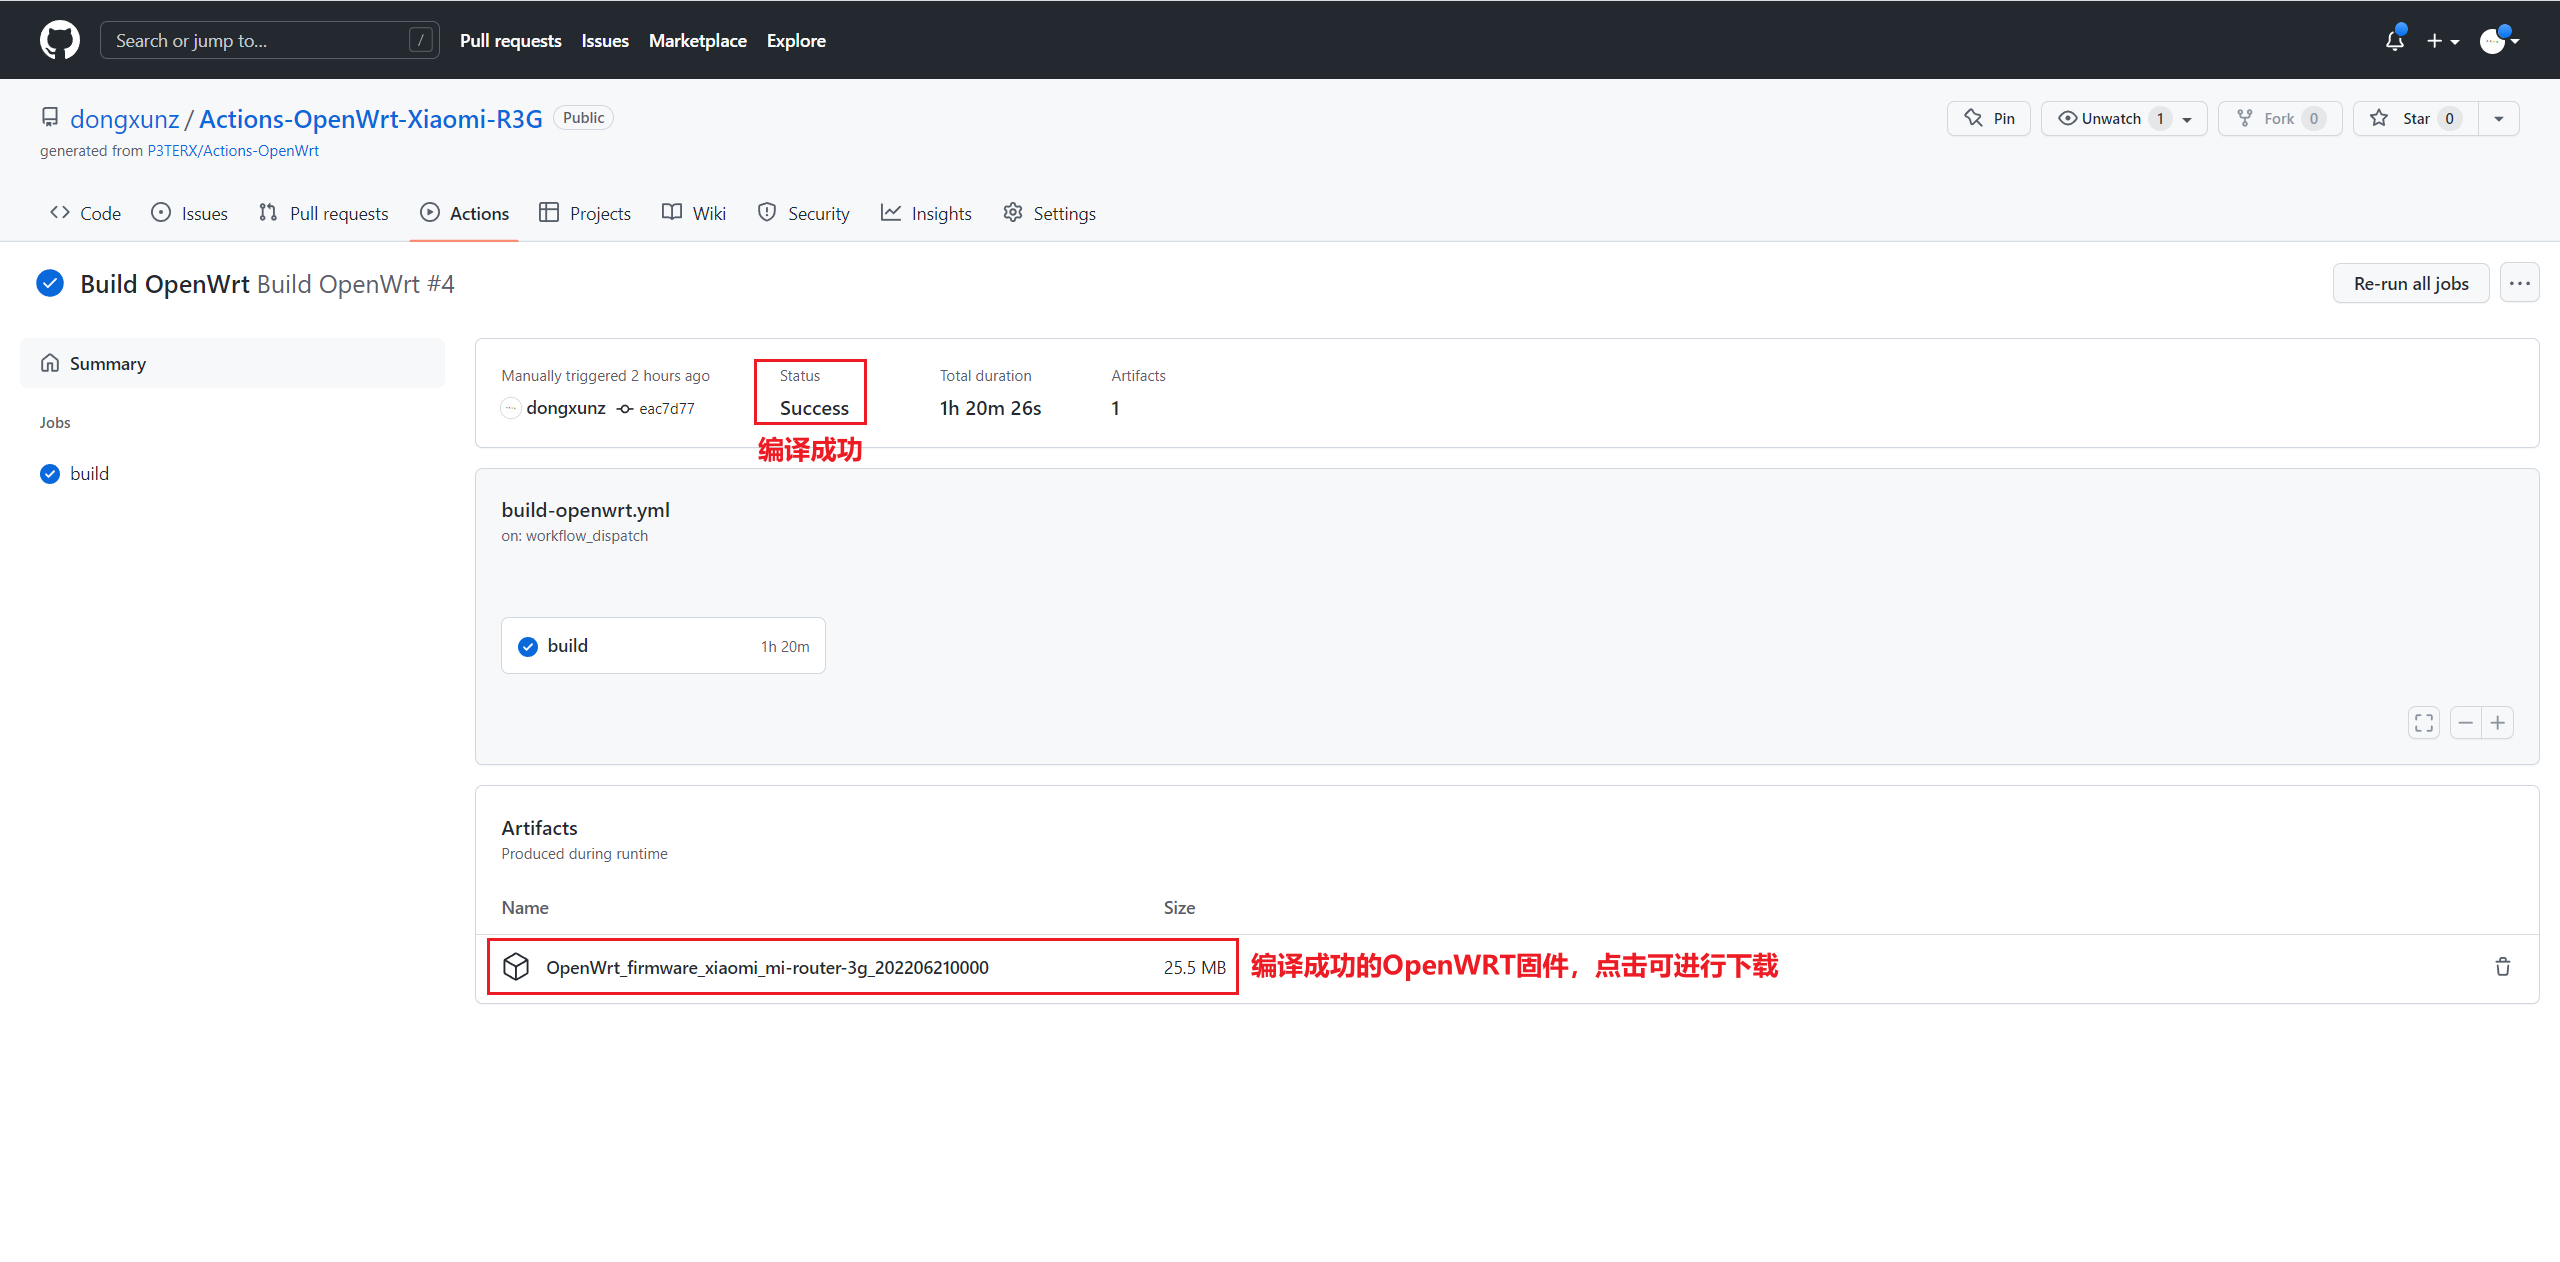 Search or jump to... /
Pull requests Issues Marketplace Explore
dongxunz / Actions-OpenWrt-Xiaomi-R3G Public
Pin Unwatch 1 Fork 0 Star 0
generated from P3TERX/Actions-OpenWrt
Code Issues Pull requests Actions Projects Wiki Security Insights Settings
Build OpenWrt Build OpenWrt #4
Re-run all jobs
Summary
Jobs
build
Manually triggered 2 hours ago
dongxunz eac7d77
Status
Success
Total duration
1h 20m 26s
Artifacts
1
编译成功
build-openwrt.yml
on: workflow_dispatch
build 1h 20m
Artifacts
Produced during runtime
Name Size
OpenWrt_firmware_xiaomi_mi-router-3g_202206210000 25.5 MB
编译成功的OpenWRT固件，点击可进行下载